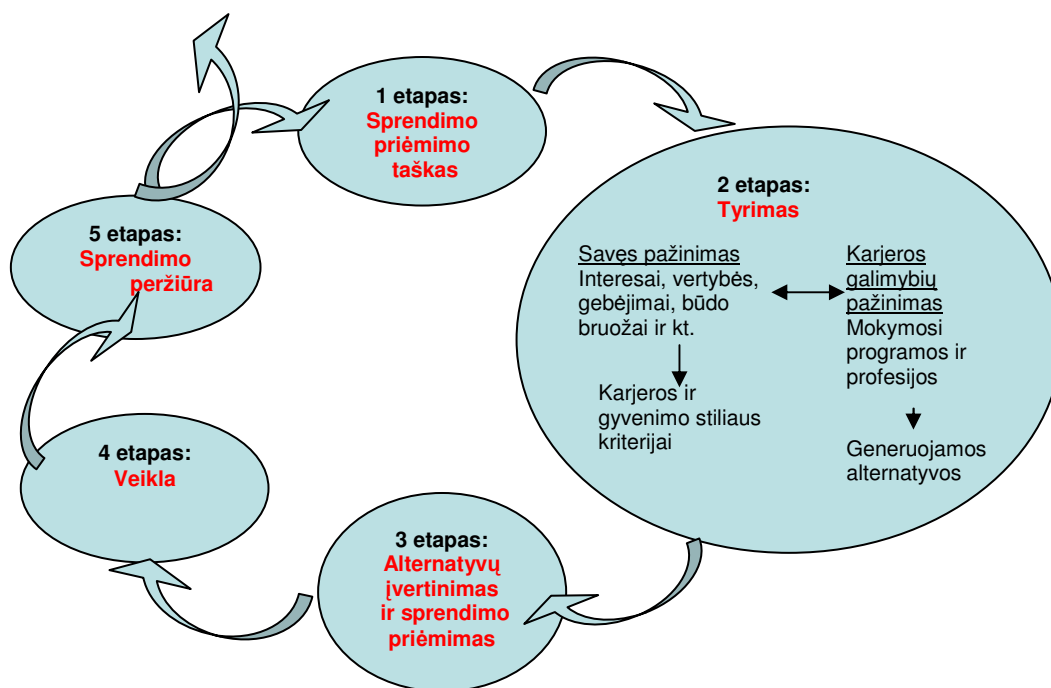 1 etapas:
Sprendimo
priėmimo
taškas
2 etapas:
Tyrimas
Savęs pažinimas
Interesai, vertybės,
gebėjimai, būdo
bruožai ir kt.
Karjeros ir
gyvenimo stiliaus
kriterijai
Karjeros
galimybių
pažinimas
Mokymosi
programos ir
profesijos
Generuojamos
alternatyvos
3 etapas:
Alternatyvų
įvertinimas
ir sprendimo
priėmimas
4 etapas:
Veikla
5 etapas:
Sprendimo
peržiūra